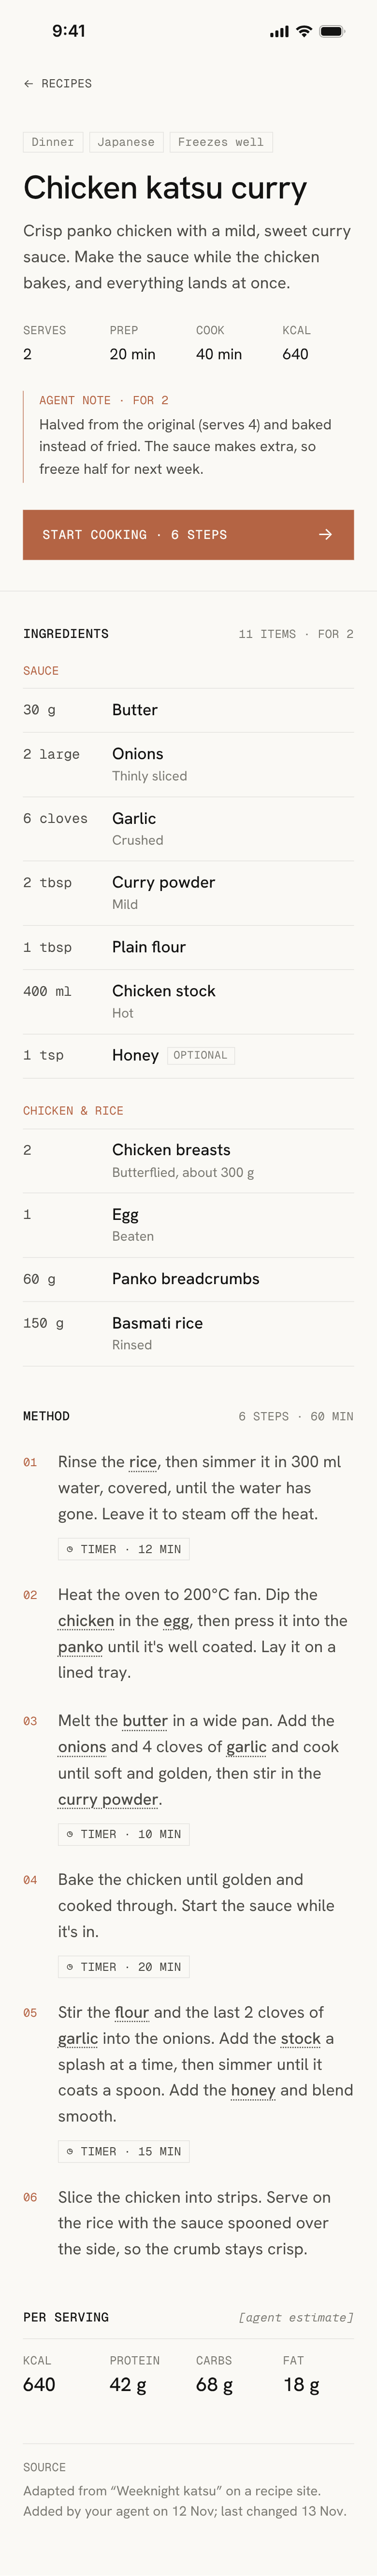 9:41
← RECIPES
Dinner Japanese Freezes well
Chicken katsu curry
Crisp panko chicken with a mild, sweet curry
sauce. Make the sauce while the chicken
bakes, and everything lands at once.
SERVES PREP COOK KCAL
2 20 min 40 min 640
AGENT NOTE · FOR 2
Halved from the original (serves 4) and baked
instead of fried. The sauce makes extra, so
freeze half for next week.
START COOKING · 6 STEPS →
INGREDIENTS 11 ITEMS · FOR 2
SAUCE
30 g Butter
2 large Onions
Thinly sliced
6 cloves Garlic
Crushed
2 tbsp Curry powder
Mild
1 tbsp Plain flour
400 ml Chicken stock
Hot
1 tsp Honey OPTIONAL
CHICKEN & RICE
2 Chicken breasts
Butterflied, about 300 g
1 Egg
Beaten
60 g Panko breadcrumbs
150 g Basmati rice
Rinsed
METHOD 6 STEPS · 60 MIN
01 Rinse the rice, then simmer it in 300 ml
water, covered, until the water has
gone. Leave it to steam off the heat.
TIMER · 12 MIN
02 Heat the oven to 200°C fan. Dip the
chicken in the egg, then press it into the
panko until it's well coated. Lay it on a
lined tray.
03 Melt the butter in a wide pan. Add the
onions and 4 cloves of garlic and cook
until soft and golden, then stir in the
curry powder.
TIMER · 10 MIN
04 Bake the chicken until golden and
cooked through. Start the sauce while
it's in.
TIMER · 20 MIN
05 Stir the flour and the last 2 cloves of
garlic into the onions. Add the stock a
splash at a time, then simmer until it
coats a spoon. Add the honey and blend
smooth.
TIMER · 15 MIN
06 Slice the chicken into strips. Serve on
the rice with the sauce spooned over
the side, so the crumb stays crisp.
PER SERVING [agent estimate]
KCAL PROTEIN CARBS FAT
640 42 g 68 g 18 g
SOURCE
Adapted from “Weeknight katsu” on a recipe site.
Added by your agent on 12 Nov; last changed 13 Nov.